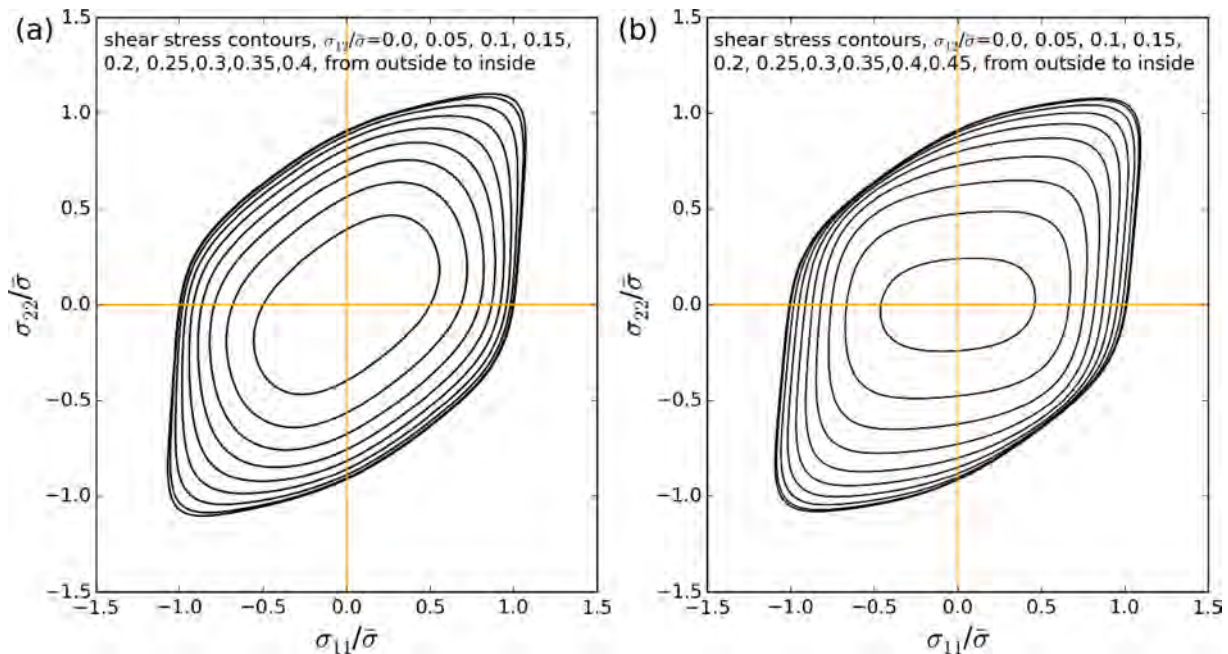 (a)
shear stress contours, σ₁₂/σ̄=0.0, 0.05, 0.1, 0.15,
0.2, 0.25,0.3,0.35,0.4, from outside to inside
1.5
1.0
0.5
0.0
−0.5
−1.0
−1.5
σ₂₂/σ̄
−1.5 −1.0 −0.5 0.0 0.5 1.0 1.5
σ₁₁/σ̄
(b)
shear stress contours, σ₁₂/σ̄=0.0, 0.05, 0.1, 0.15,
0.2, 0.25,0.3,0.35,0.4,0.45, from outside to inside
1.5
1.0
0.5
0.0
−0.5
−1.0
−1.5
σ₂₂/σ̄
−1.5 −1.0 −0.5 0.0 0.5 1.0 1.5
σ₁₁/σ̄